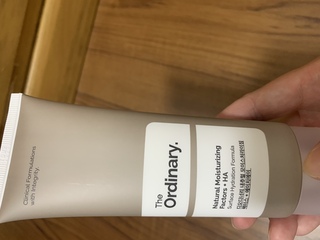 Clinical Formulations
with Integrity.
The
Ordinary.
Natural Moisturizing
Factors + HA
Surface Hydration Formula